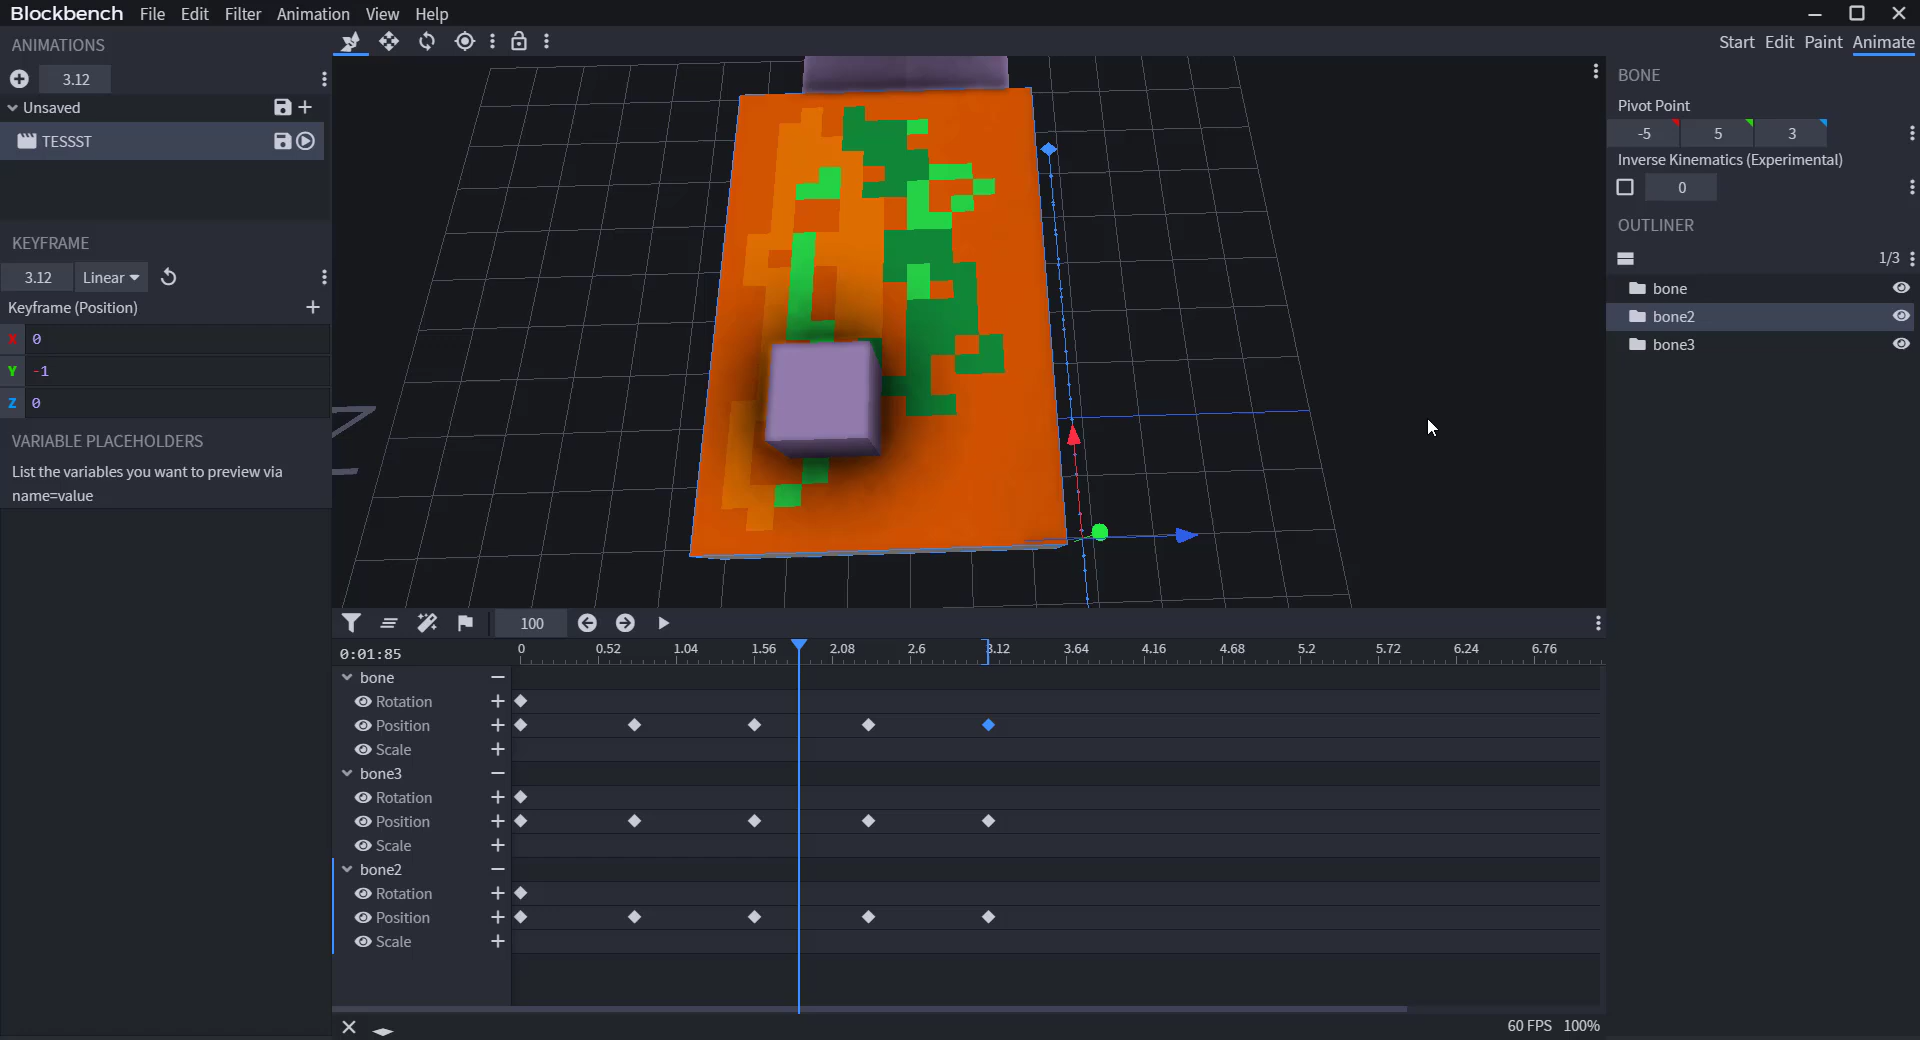 Blockbench File Edit Filter Animation View Help
Start Edit Paint Animate
ANIMATIONS
3.12
Unsaved
TESSST
KEYFRAME
3.12 Linear
Keyframe (Position)
X 0
Y -1
Z 0
VARIABLE PLACEHOLDERS
List the variables you want to preview via
name=value
BONE
Pivot Point
-5 5 3
Inverse Kinematics (Experimental)
0
OUTLINER
1/3
bone
bone2
bone3
100
0:01:85
0 0.52 1.04 1.56 2.08 2.6 3.12 3.64 4.16 4.68 5.2 5.72 6.24 6.76
bone
Rotation
Position
Scale
bone3
Rotation
Position
Scale
bone2
Rotation
Position
Scale
60 FPS 100%